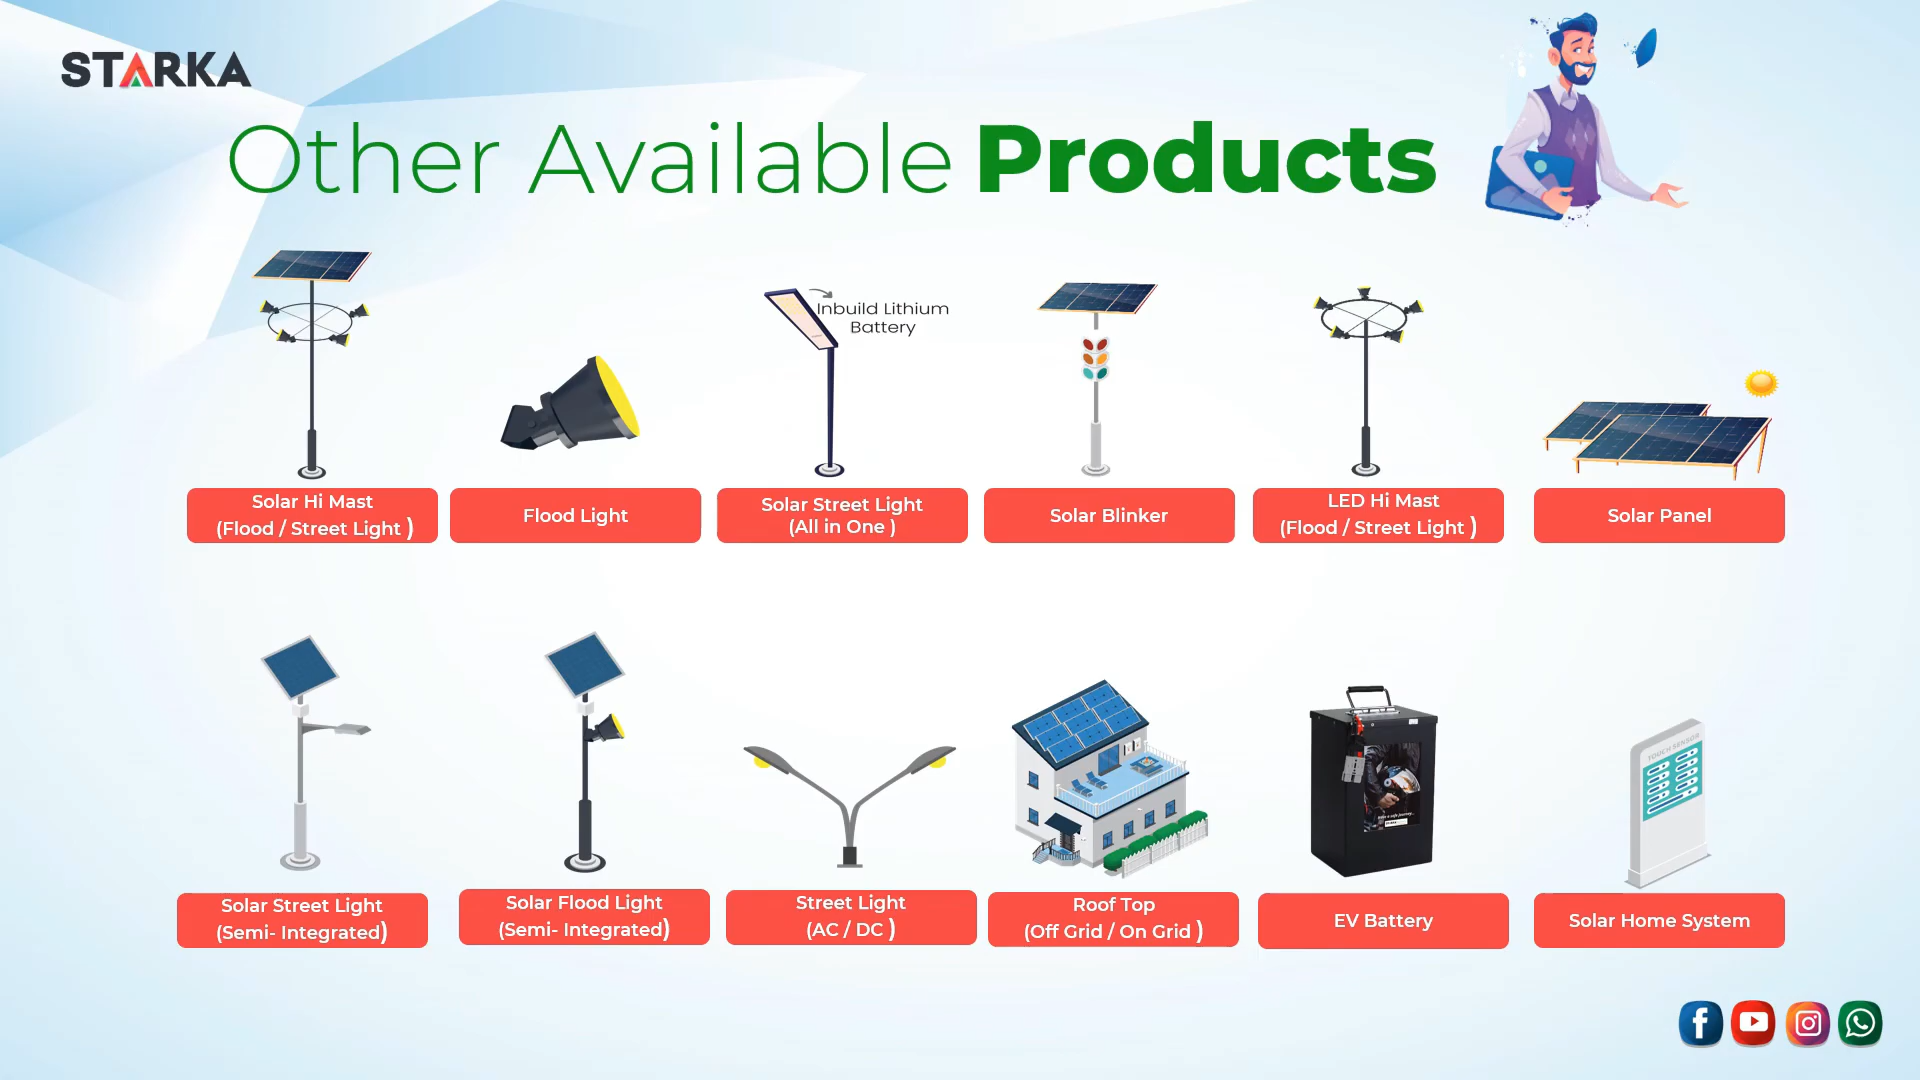 STARKA
Other Available Products
Inbuild Lithium
Battery
Solar Hi Mast
(Flood / Street Light )
Flood Light
Solar Street Light
(All in One )
Solar Blinker
LED Hi Mast
(Flood / Street Light )
Solar Panel
TOUCH SENSOR
Solar Street Light
(Semi- Integrated)
Solar Flood Light
(Semi- Integrated)
Street Light
(AC / DC )
Roof Top
(Off Grid / On Grid )
EV Battery
Solar Home System